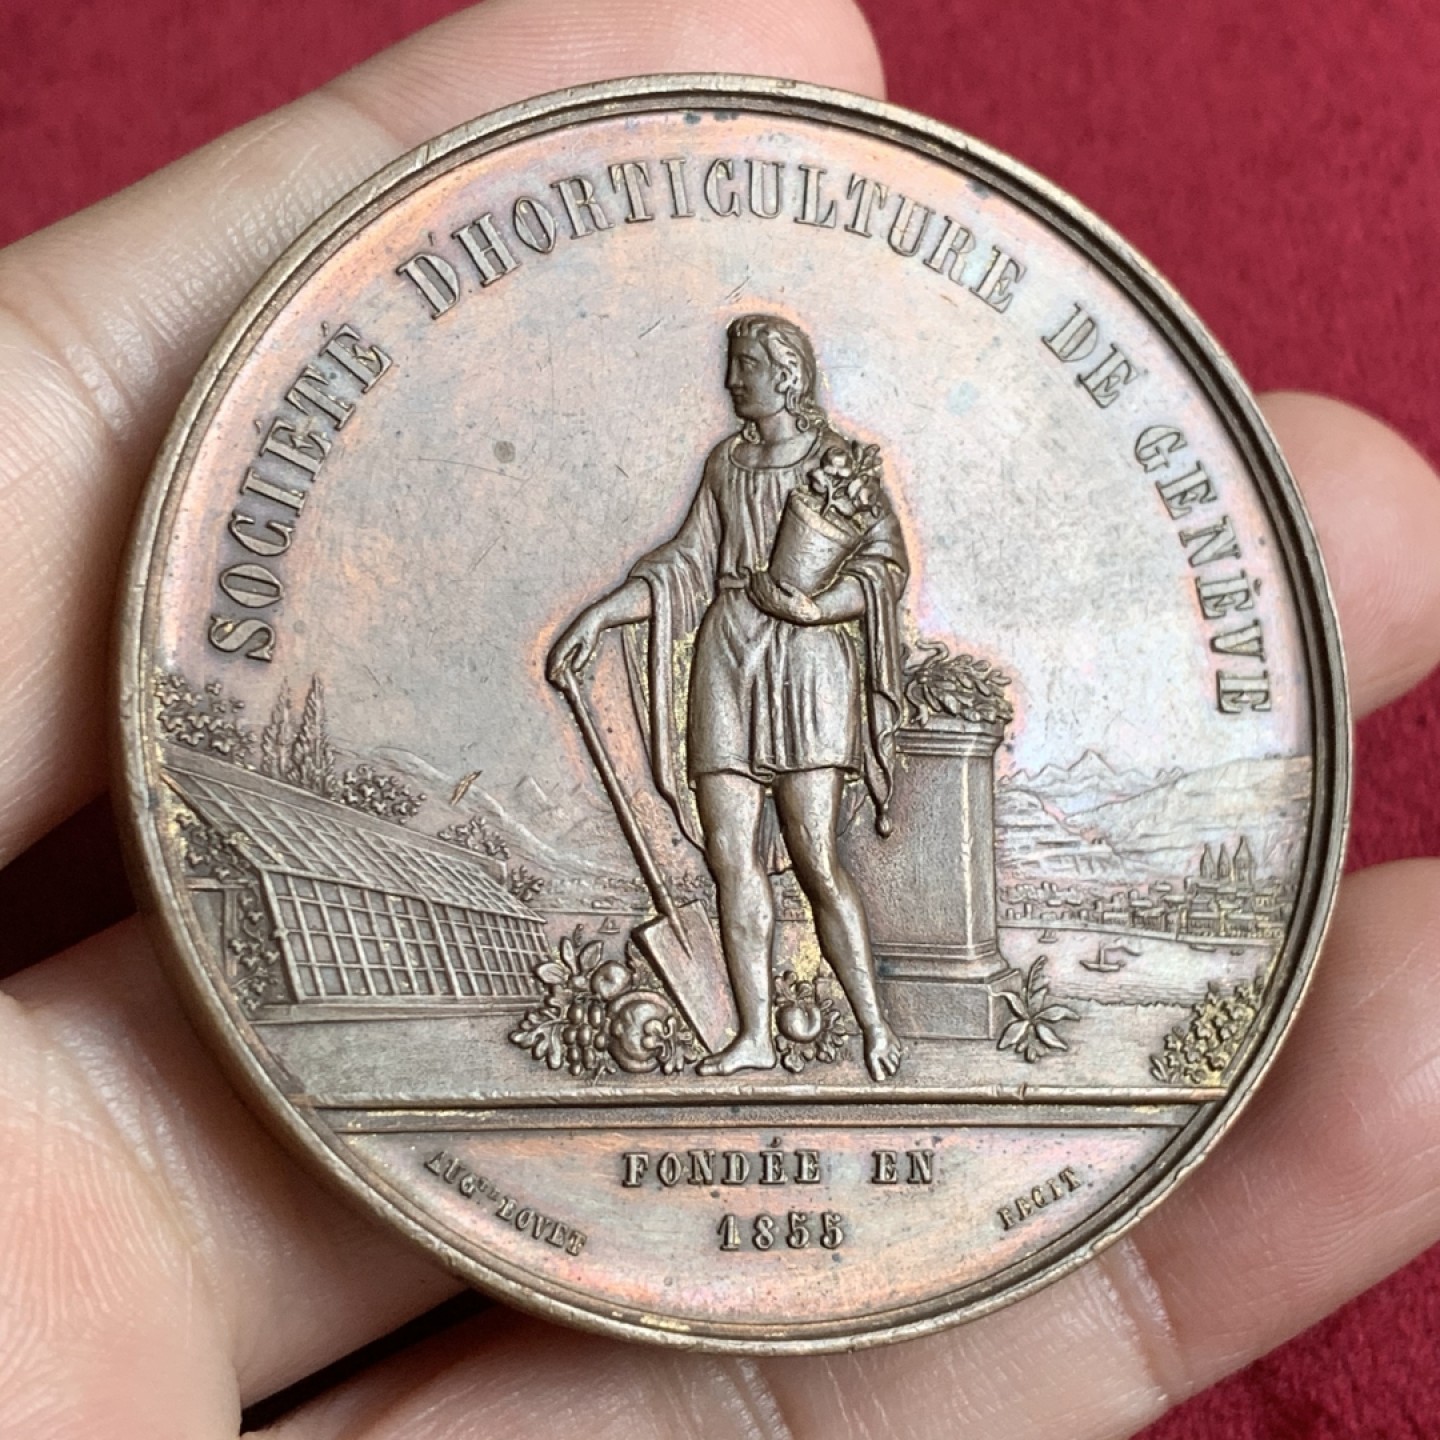 SOCIÉTÉ D'HORTICULTURE DE GENÈVE
FONDÉE EN
1855
AUG.TE BOVET
FECIT.